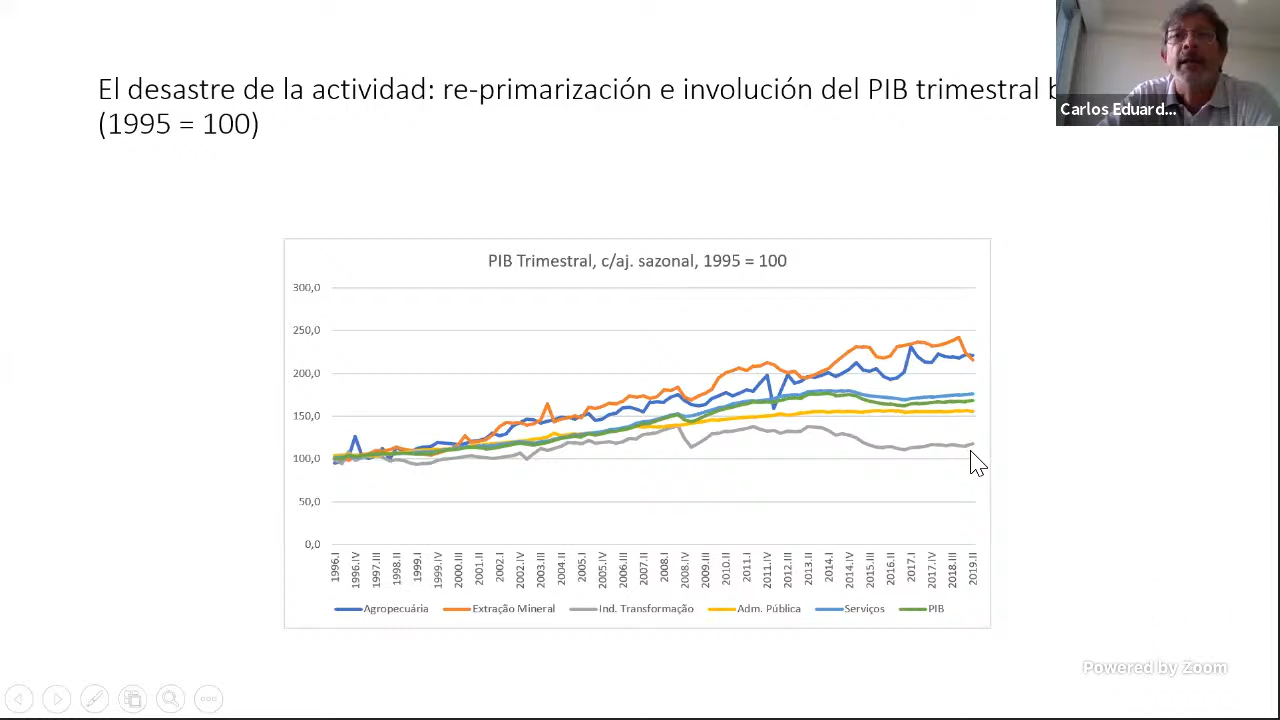 El desastre de la actividad: re-primarización e involución del PIB trimestral
(1995 = 100)
Carlos Eduard...
PIB Trimestral, c/aj. sazonal, 1995 = 100
300,0
250,0
200,0
150,0
100,0
50,0
0,0
1996.I
1996.IV
1997.III
1998.II
1999.I
1999.IV
2000.III
2001.II
2002.I
2002.IV
2003.III
2004.II
2005.I
2005.IV
2006.III
2007.II
2008.I
2008.IV
2009.III
2010.II
2011.I
2011.IV
2012.III
2013.II
2014.I
2014.IV
2015.III
2016.II
2017.I
2017.IV
2018.III
2019.II
Agropecuária
Extração Mineral
Ind. Transformação
Adm. Pública
Serviços
PIB
Powered by Zoom